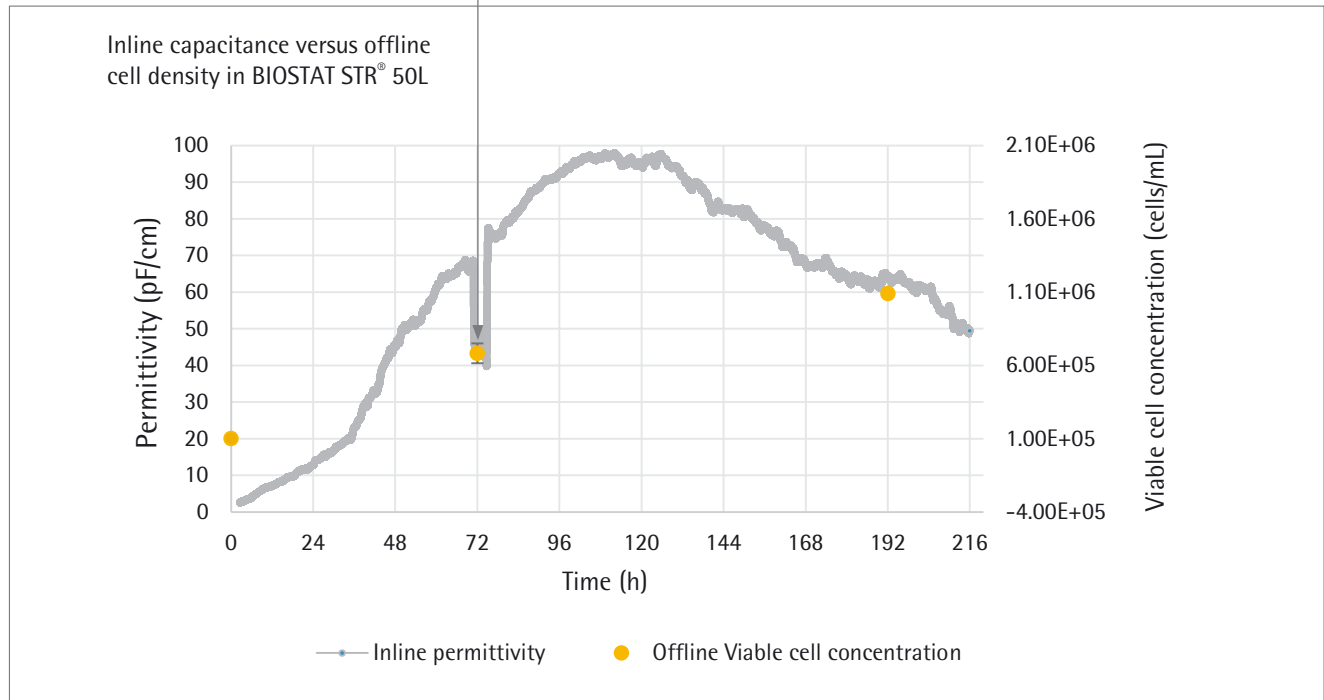 Inline capacitance versus offline
cell density in BIOSTAT STR® 50L
Permittivity (pF/cm)
100
90
80
70
60
50
40
30
20
10
0
2.10E+06
1.60E+06
1.10E+06
6.00E+05
1.00E+05
-4.00E+05
Viable cell concentration (cells/mL)
0 24 48 72 96 120 144 168 192 216
Time (h)
Inline permittivity
Offline Viable cell concentration